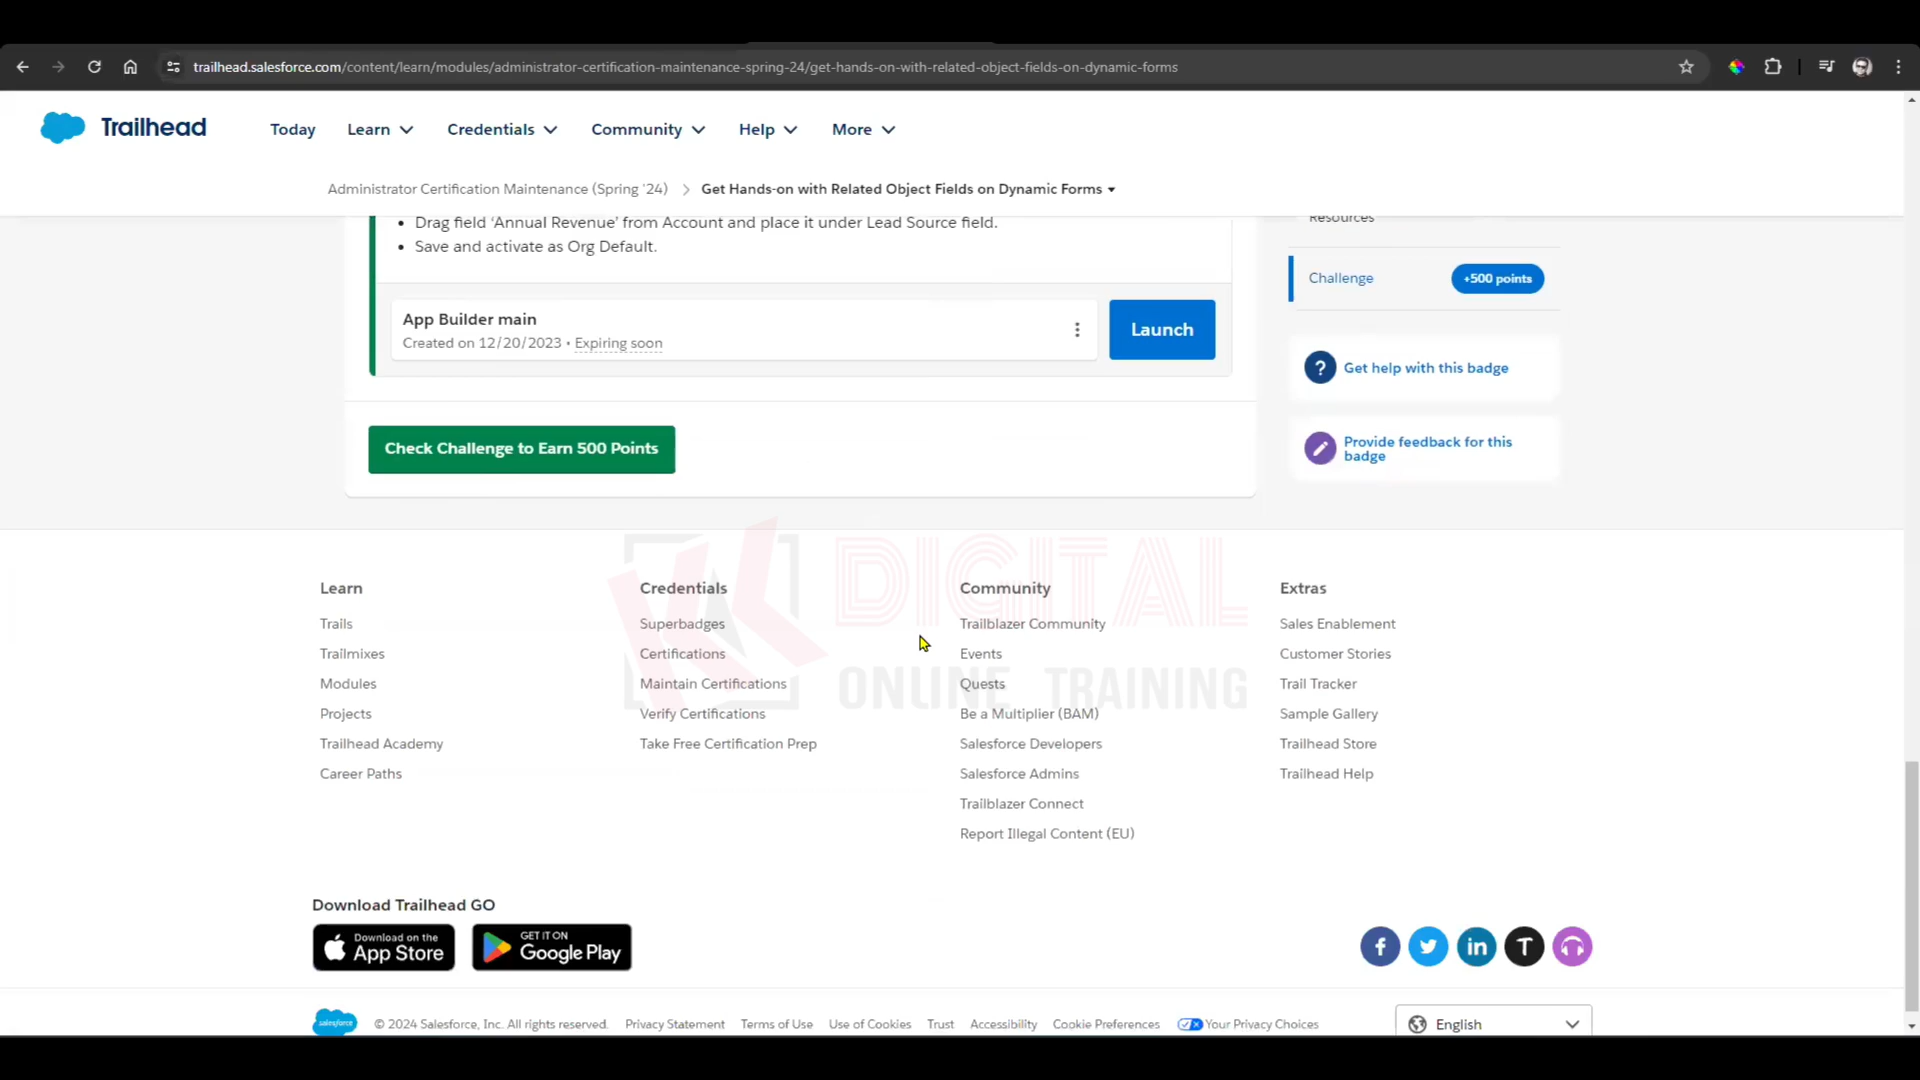 trailhead.salesforce.com/content/learn/modules/administrator-certification-maintenance-spring-24/get-hands-on-with-related-object-fields-on-dynamic-forms
Trailhead
Today
Learn
Credentials
Community
Help
More
Administrator Certification Maintenance (Spring '24)
Get Hands-on with Related Object Fields on Dynamic Forms
• Drag field ‘Annual Revenue’ from Account and place it under Lead Source field.
• Save and activate as Org Default.
Resources
Challenge
+500 points
App Builder main
Created on 12/20/2023 • Expiring soon
Launch
? Get help with this badge
Check Challenge to Earn 500 Points
Provide feedback for this
badge
DIGITAL
ONLINE TRAINING
Learn
Trails
Trailmixes
Modules
Projects
Trailhead Academy
Career Paths
Credentials
Superbadges
Certifications
Maintain Certifications
Verify Certifications
Take Free Certification Prep
Community
Trailblazer Community
Events
Quests
Be a Multiplier (BAM)
Salesforce Developers
Salesforce Admins
Trailblazer Connect
Report Illegal Content (EU)
Extras
Sales Enablement
Customer Stories
Trail Tracker
Sample Gallery
Trailhead Store
Trailhead Help
Download Trailhead GO
Download on the
App Store
GET IT ON
Google Play
f
in
T
salesforce
© 2024 Salesforce, Inc. All rights reserved.
Privacy Statement
Terms of Use
Use of Cookies
Trust
Accessibility
Cookie Preferences
Your Privacy Choices
English